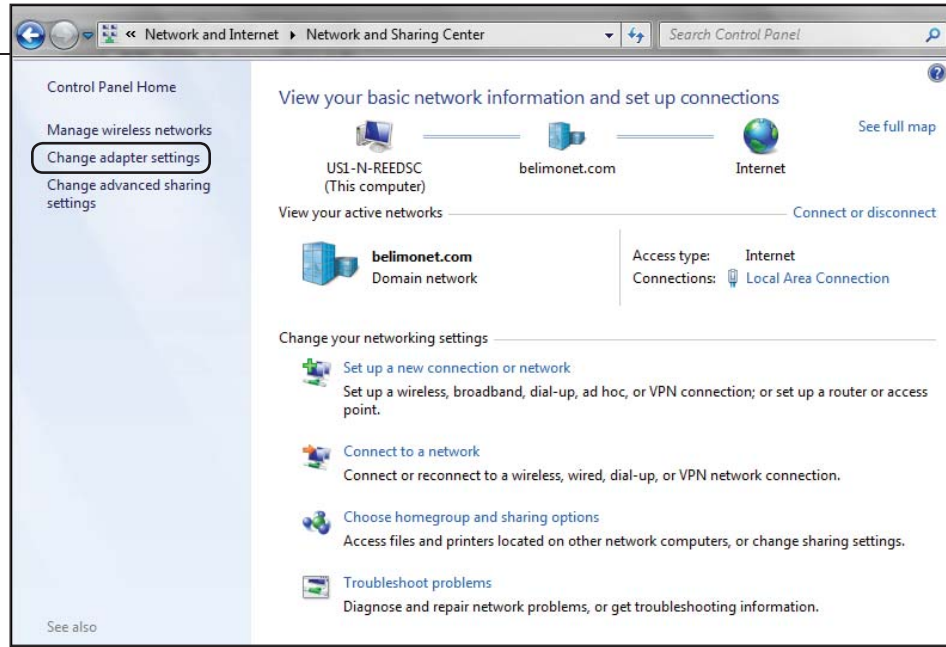 « Network and Internet ▸ Network and Sharing Center
Search Control Panel
Control Panel Home
Manage wireless networks
Change adapter settings
Change advanced sharing
settings
See also
View your basic network information and set up connections
See full map
US1-N-REEDSC
(This computer)
belimonet.com
Internet
View your active networks
Connect or disconnect
belimonet.com
Domain network
Access type: Internet
Connections: Local Area Connection
Change your networking settings
Set up a new connection or network
Set up a wireless, broadband, dial-up, ad hoc, or VPN connection; or set up a router or access
point.
Connect to a network
Connect or reconnect to a wireless, wired, dial-up, or VPN network connection.
Choose homegroup and sharing options
Access files and printers located on other network computers, or change sharing settings.
Troubleshoot problems
Diagnose and repair network problems, or get troubleshooting information.